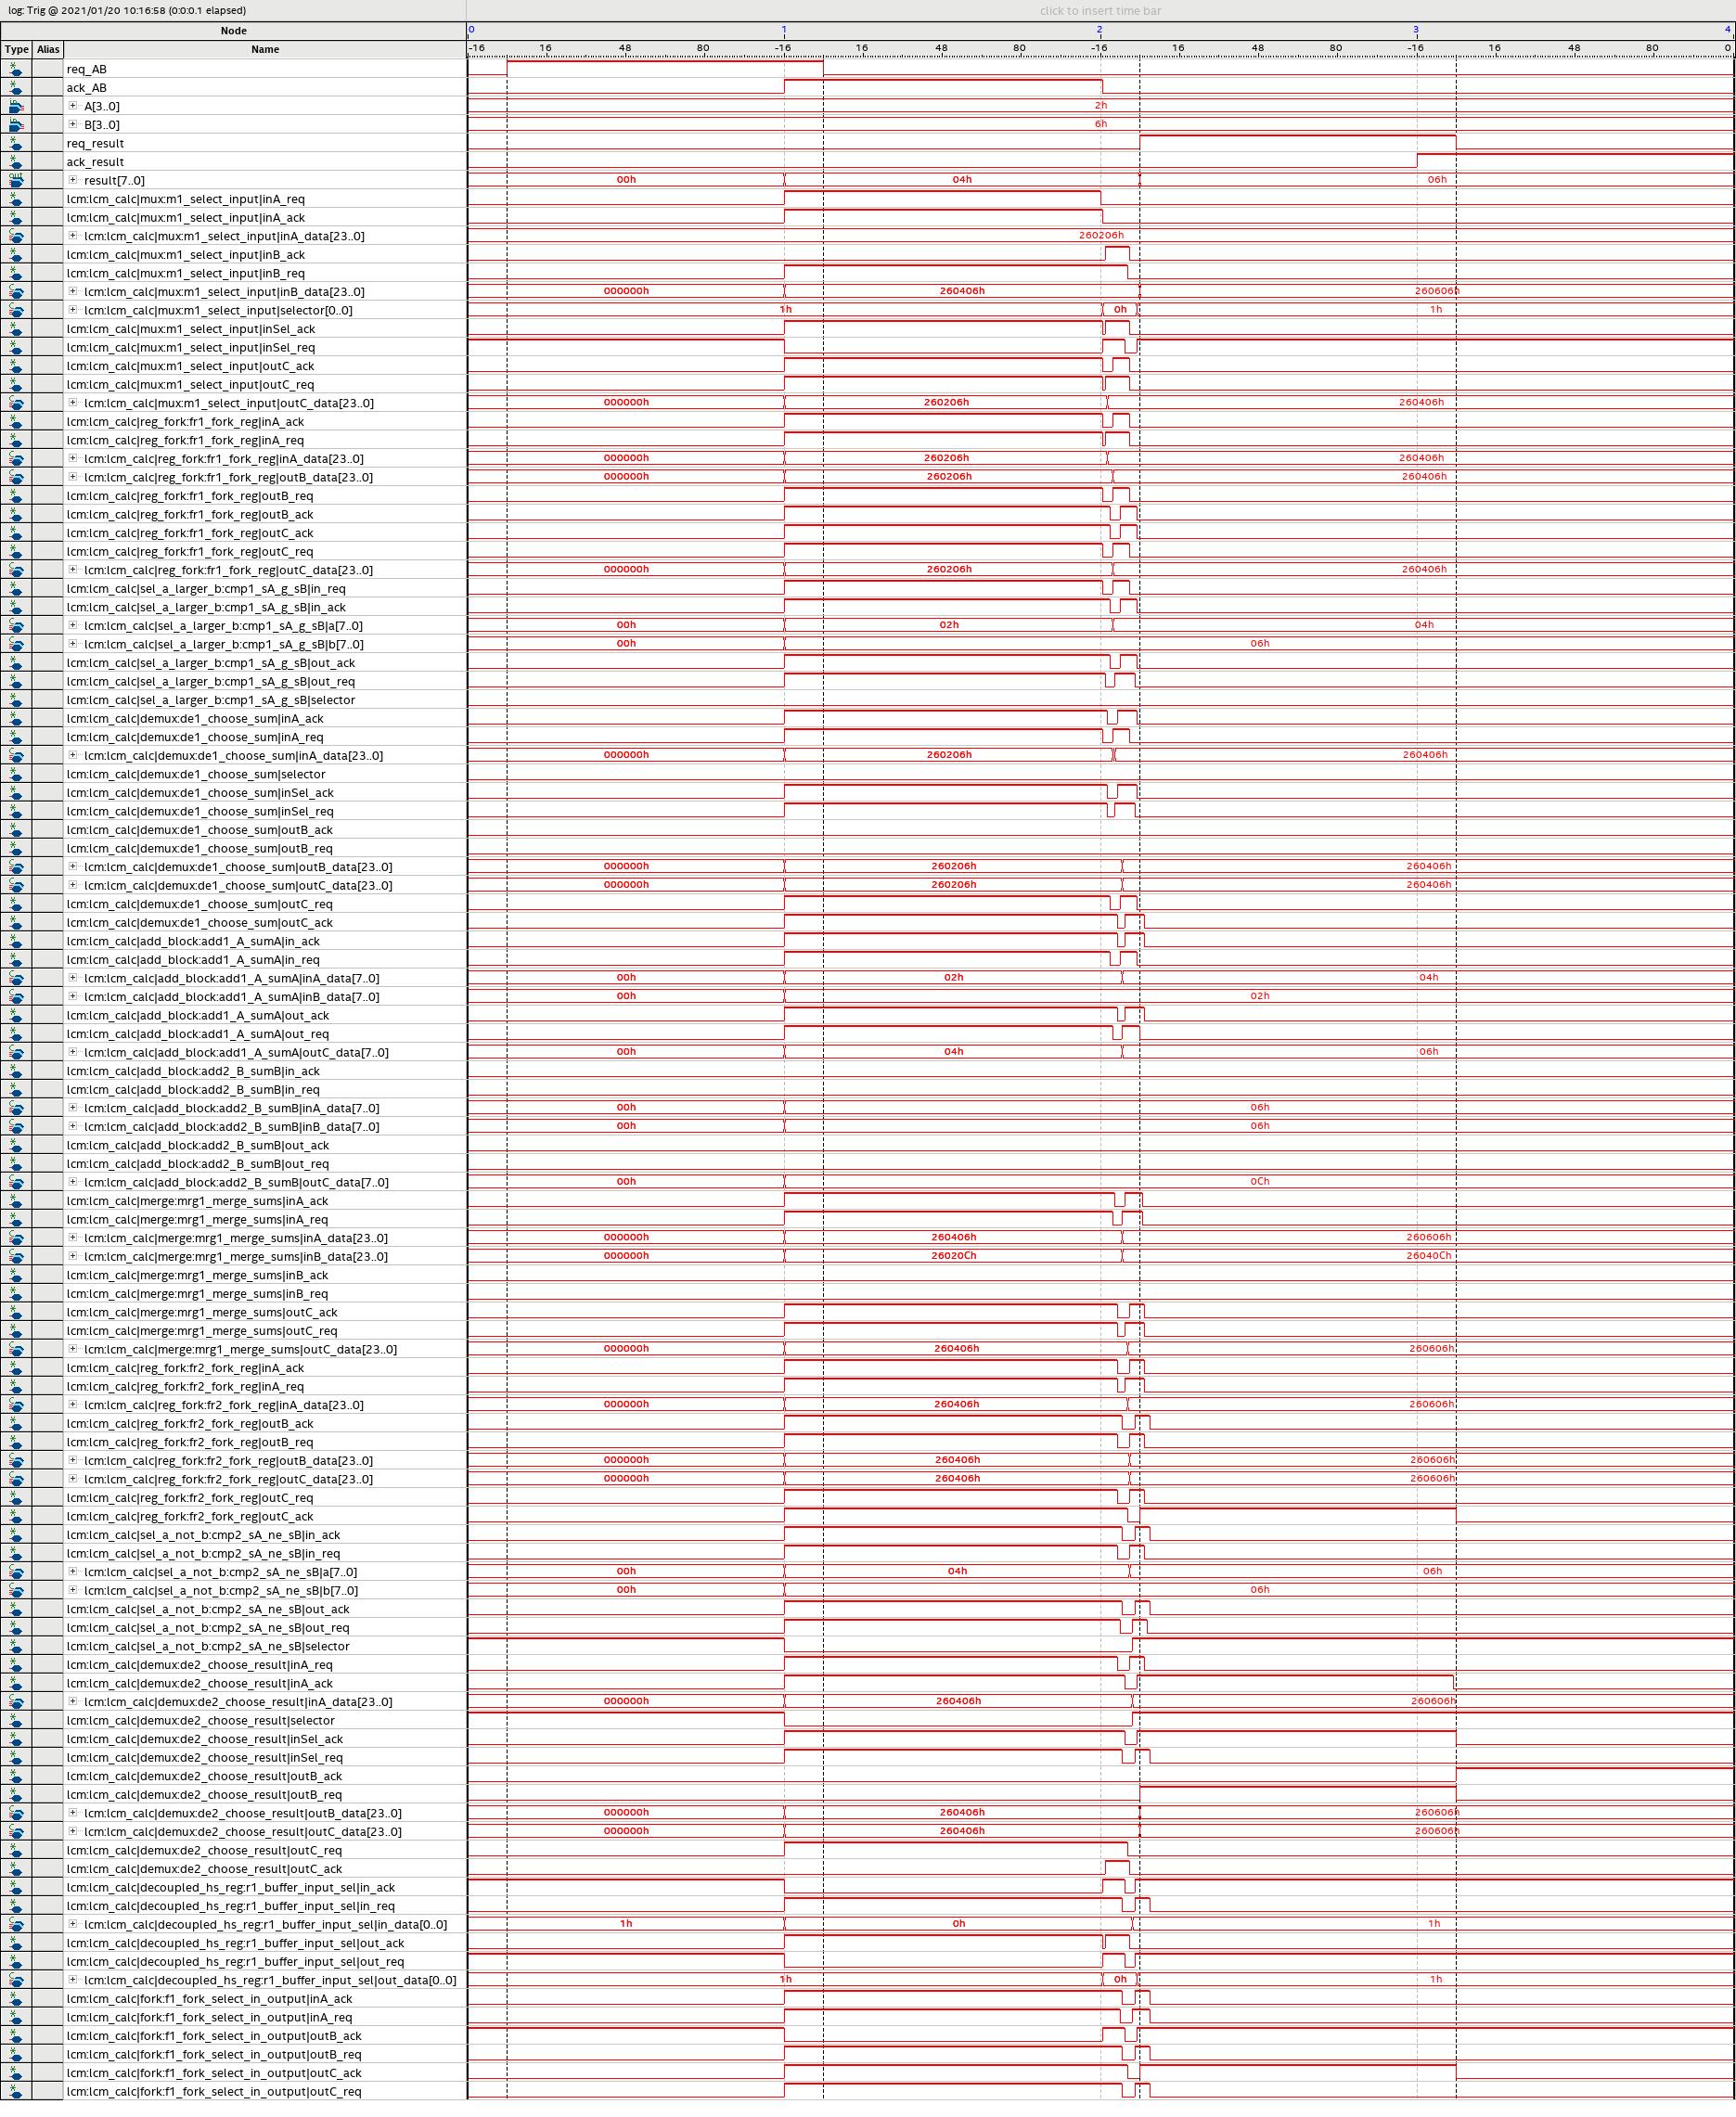 log: Trig @ 2021/01/20 10:16:58 (0:0:0.1 elapsed) click to insert time bar
Node 0 1 2 3 4
Type Alias Name -16 16 48 80 -16 16 48 80 -16 16 48 80 -16 16 48 80 0
req_AB
ack_AB
A[3..0] 2h
B[3..0] 6h
req_result
ack_result
result[7..0] 00h 04h 06h
lcm:lcm_calc|mux:m1_select_input|inA_req
lcm:lcm_calc|mux:m1_select_input|inA_ack
lcm:lcm_calc|mux:m1_select_input|inA_data[23..0] 260206h
lcm:lcm_calc|mux:m1_select_input|inB_ack
lcm:lcm_calc|mux:m1_select_input|inB_req
lcm:lcm_calc|mux:m1_select_input|inB_data[23..0] 000000h 260406h 260606h
lcm:lcm_calc|mux:m1_select_input|selector[0..0] 1h 0h 1h
lcm:lcm_calc|mux:m1_select_input|inSel_ack
lcm:lcm_calc|mux:m1_select_input|inSel_req
lcm:lcm_calc|mux:m1_select_input|outC_ack
lcm:lcm_calc|mux:m1_select_input|outC_req
lcm:lcm_calc|mux:m1_select_input|outC_data[23..0] 000000h 260206h 260406h
lcm:lcm_calc|reg_fork:fr1_fork_reg|inA_ack
lcm:lcm_calc|reg_fork:fr1_fork_reg|inA_req
lcm:lcm_calc|reg_fork:fr1_fork_reg|inA_data[23..0] 000000h 260206h 260406h
lcm:lcm_calc|reg_fork:fr1_fork_reg|outB_data[23..0] 000000h 260206h 260406h
lcm:lcm_calc|reg_fork:fr1_fork_reg|outB_req
lcm:lcm_calc|reg_fork:fr1_fork_reg|outB_ack
lcm:lcm_calc|reg_fork:fr1_fork_reg|outC_ack
lcm:lcm_calc|reg_fork:fr1_fork_reg|outC_req
lcm:lcm_calc|reg_fork:fr1_fork_reg|outC_data[23..0] 000000h 260206h 260406h
lcm:lcm_calc|sel_a_larger_b:cmp1_sA_g_sB|in_req
lcm:lcm_calc|sel_a_larger_b:cmp1_sA_g_sB|in_ack
lcm:lcm_calc|sel_a_larger_b:cmp1_sA_g_sB|a[7..0] 00h 02h 04h
lcm:lcm_calc|sel_a_larger_b:cmp1_sA_g_sB|b[7..0] 00h 06h
lcm:lcm_calc|sel_a_larger_b:cmp1_sA_g_sB|out_ack
lcm:lcm_calc|sel_a_larger_b:cmp1_sA_g_sB|out_req
lcm:lcm_calc|sel_a_larger_b:cmp1_sA_g_sB|selector
lcm:lcm_calc|demux:de1_choose_sum|inA_ack
lcm:lcm_calc|demux:de1_choose_sum|inA_req
lcm:lcm_calc|demux:de1_choose_sum|inA_data[23..0] 000000h 260206h 260406h
lcm:lcm_calc|demux:de1_choose_sum|selector
lcm:lcm_calc|demux:de1_choose_sum|inSel_ack
lcm:lcm_calc|demux:de1_choose_sum|inSel_req
lcm:lcm_calc|demux:de1_choose_sum|outB_ack
lcm:lcm_calc|demux:de1_choose_sum|outB_req
lcm:lcm_calc|demux:de1_choose_sum|outB_data[23..0] 000000h 260206h 260406h
lcm:lcm_calc|demux:de1_choose_sum|outC_data[23..0] 000000h 260206h 260406h
lcm:lcm_calc|demux:de1_choose_sum|outC_req
lcm:lcm_calc|demux:de1_choose_sum|outC_ack
lcm:lcm_calc|add_block:add1_A_sumA|in_ack
lcm:lcm_calc|add_block:add1_A_sumA|in_req
lcm:lcm_calc|add_block:add1_A_sumA|inA_data[7..0] 00h 02h 04h
lcm:lcm_calc|add_block:add1_A_sumA|inB_data[7..0] 00h 02h
lcm:lcm_calc|add_block:add1_A_sumA|out_ack
lcm:lcm_calc|add_block:add1_A_sumA|out_req
lcm:lcm_calc|add_block:add1_A_sumA|outC_data[7..0] 00h 04h 06h
lcm:lcm_calc|add_block:add2_B_sumB|in_ack
lcm:lcm_calc|add_block:add2_B_sumB|in_req
lcm:lcm_calc|add_block:add2_B_sumB|inA_data[7..0] 00h 06h
lcm:lcm_calc|add_block:add2_B_sumB|inB_data[7..0] 00h 06h
lcm:lcm_calc|add_block:add2_B_sumB|out_ack
lcm:lcm_calc|add_block:add2_B_sumB|out_req
lcm:lcm_calc|add_block:add2_B_sumB|outC_data[7..0] 00h 0Ch
lcm:lcm_calc|merge:mrg1_merge_sums|inA_ack
lcm:lcm_calc|merge:mrg1_merge_sums|inA_req
lcm:lcm_calc|merge:mrg1_merge_sums|inA_data[23..0] 000000h 260406h 260606h
lcm:lcm_calc|merge:mrg1_merge_sums|inB_data[23..0] 000000h 26020Ch 26040Ch
lcm:lcm_calc|merge:mrg1_merge_sums|inB_ack
lcm:lcm_calc|merge:mrg1_merge_sums|inB_req
lcm:lcm_calc|merge:mrg1_merge_sums|outC_ack
lcm:lcm_calc|merge:mrg1_merge_sums|outC_req
lcm:lcm_calc|merge:mrg1_merge_sums|outC_data[23..0] 000000h 260406h 260606h
lcm:lcm_calc|reg_fork:fr2_fork_reg|inA_ack
lcm:lcm_calc|reg_fork:fr2_fork_reg|inA_req
lcm:lcm_calc|reg_fork:fr2_fork_reg|inA_data[23..0] 000000h 260406h 260606h
lcm:lcm_calc|reg_fork:fr2_fork_reg|outB_ack
lcm:lcm_calc|reg_fork:fr2_fork_reg|outB_req
lcm:lcm_calc|reg_fork:fr2_fork_reg|outB_data[23..0] 000000h 260406h 260606h
lcm:lcm_calc|reg_fork:fr2_fork_reg|outC_data[23..0] 000000h 260406h 260606h
lcm:lcm_calc|reg_fork:fr2_fork_reg|outC_req
lcm:lcm_calc|reg_fork:fr2_fork_reg|outC_ack
lcm:lcm_calc|sel_a_not_b:cmp2_sA_ne_sB|in_ack
lcm:lcm_calc|sel_a_not_b:cmp2_sA_ne_sB|in_req
lcm:lcm_calc|sel_a_not_b:cmp2_sA_ne_sB|a[7..0] 00h 04h 06h
lcm:lcm_calc|sel_a_not_b:cmp2_sA_ne_sB|b[7..0] 00h 06h
lcm:lcm_calc|sel_a_not_b:cmp2_sA_ne_sB|out_ack
lcm:lcm_calc|sel_a_not_b:cmp2_sA_ne_sB|out_req
lcm:lcm_calc|sel_a_not_b:cmp2_sA_ne_sB|selector
lcm:lcm_calc|demux:de2_choose_result|inA_req
lcm:lcm_calc|demux:de2_choose_result|inA_ack
lcm:lcm_calc|demux:de2_choose_result|inA_data[23..0] 000000h 260406h 260606h
lcm:lcm_calc|demux:de2_choose_result|selector
lcm:lcm_calc|demux:de2_choose_result|inSel_ack
lcm:lcm_calc|demux:de2_choose_result|inSel_req
lcm:lcm_calc|demux:de2_choose_result|outB_ack
lcm:lcm_calc|demux:de2_choose_result|outB_req
lcm:lcm_calc|demux:de2_choose_result|outB_data[23..0] 000000h 260406h 260606h
lcm:lcm_calc|demux:de2_choose_result|outC_data[23..0] 000000h 260406h 260606h
lcm:lcm_calc|demux:de2_choose_result|outC_req
lcm:lcm_calc|demux:de2_choose_result|outC_ack
lcm:lcm_calc|decoupled_hs_reg:r1_buffer_input_sel|in_ack
lcm:lcm_calc|decoupled_hs_reg:r1_buffer_input_sel|in_req
lcm:lcm_calc|decoupled_hs_reg:r1_buffer_input_sel|in_data[0..0] 1h 0h 1h
lcm:lcm_calc|decoupled_hs_reg:r1_buffer_input_sel|out_ack
lcm:lcm_calc|decoupled_hs_reg:r1_buffer_input_sel|out_req
lcm:lcm_calc|decoupled_hs_reg:r1_buffer_input_sel|out_data[0..0] 1h 0h 1h
lcm:lcm_calc|fork:f1_fork_select_in_output|inA_ack
lcm:lcm_calc|fork:f1_fork_select_in_output|inA_req
lcm:lcm_calc|fork:f1_fork_select_in_output|outB_ack
lcm:lcm_calc|fork:f1_fork_select_in_output|outB_req
lcm:lcm_calc|fork:f1_fork_select_in_output|outC_ack
lcm:lcm_calc|fork:f1_fork_select_in_output|outC_req